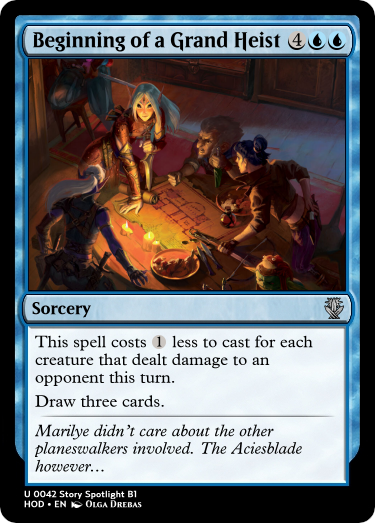 Beginning of a Grand Heist 4
Sorcery
This spell costs 1 less to cast for each
creature that dealt damage to an
opponent this turn.
Draw three cards.
Marilye didn't care about the other
planeswalkers involved. The Aciesblade
however…
U 0042 Story Spotlight B1
HOD • EN Olga Drebas